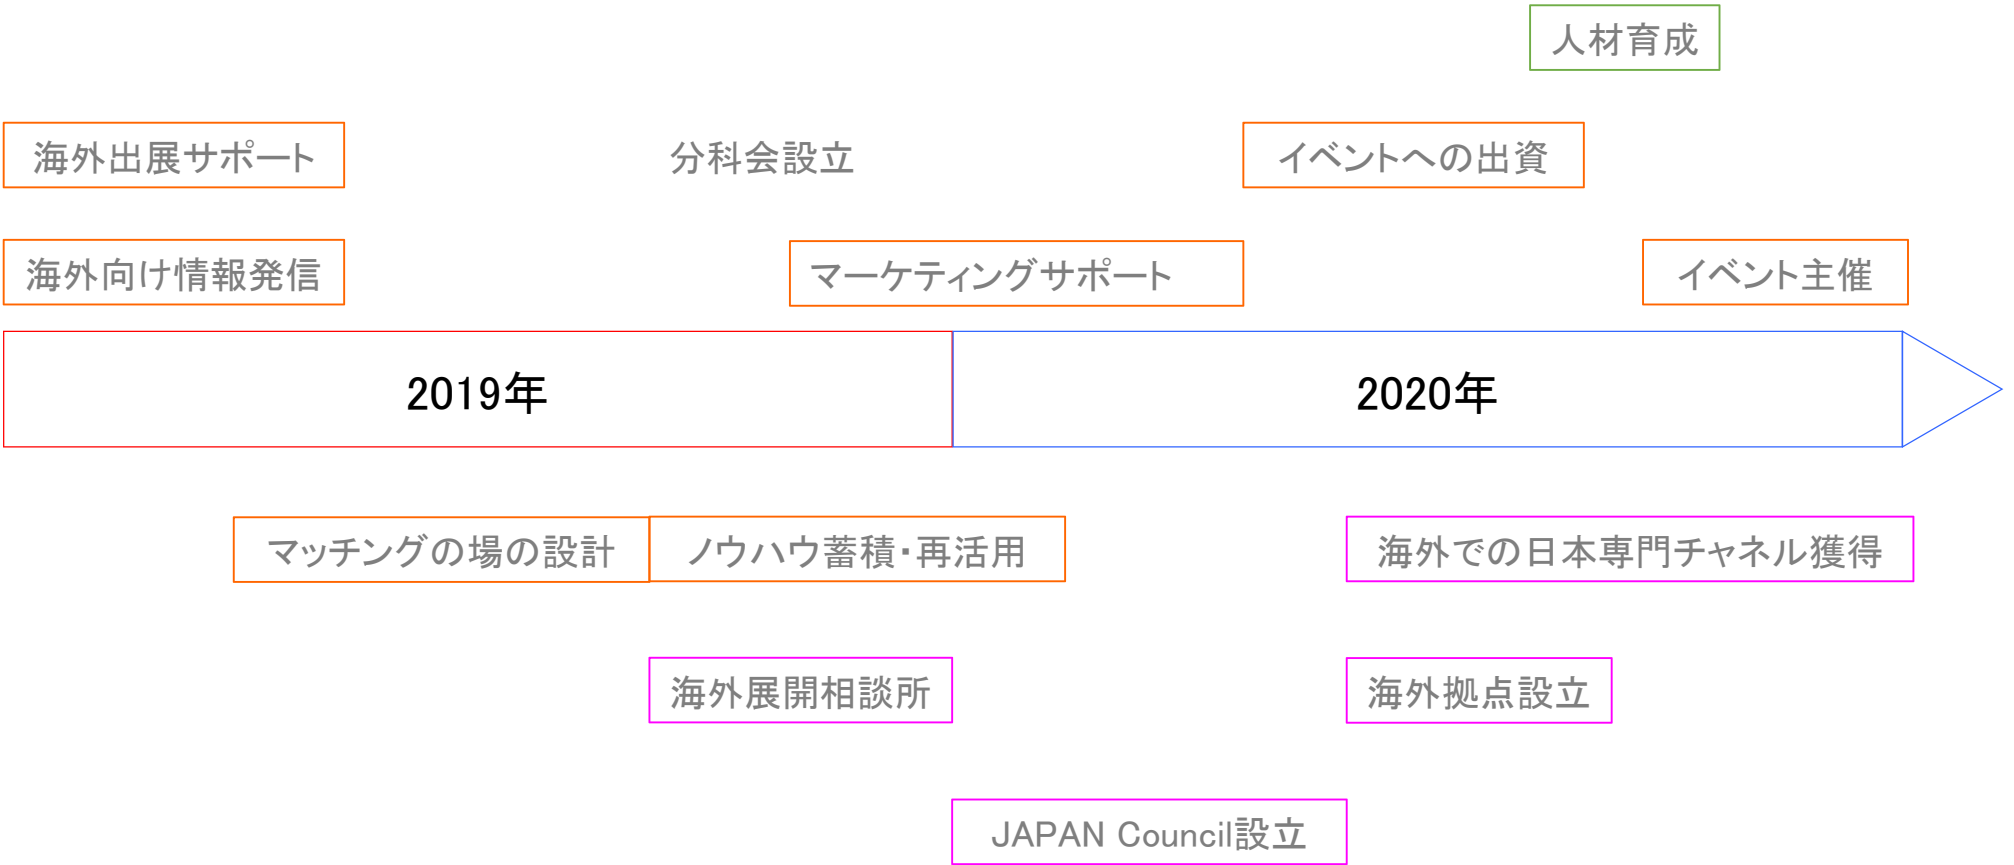 人材育成
海外出展サポート
分科会設立
イベントへの出資
海外向け情報発信
マーケティングサポート
イベント主催
2019年
2020年
マッチングの場の設計
ノウハウ蓄積・再活用
海外での日本専門チャネル獲得
海外展開相談所
海外拠点設立
JAPAN Council設立